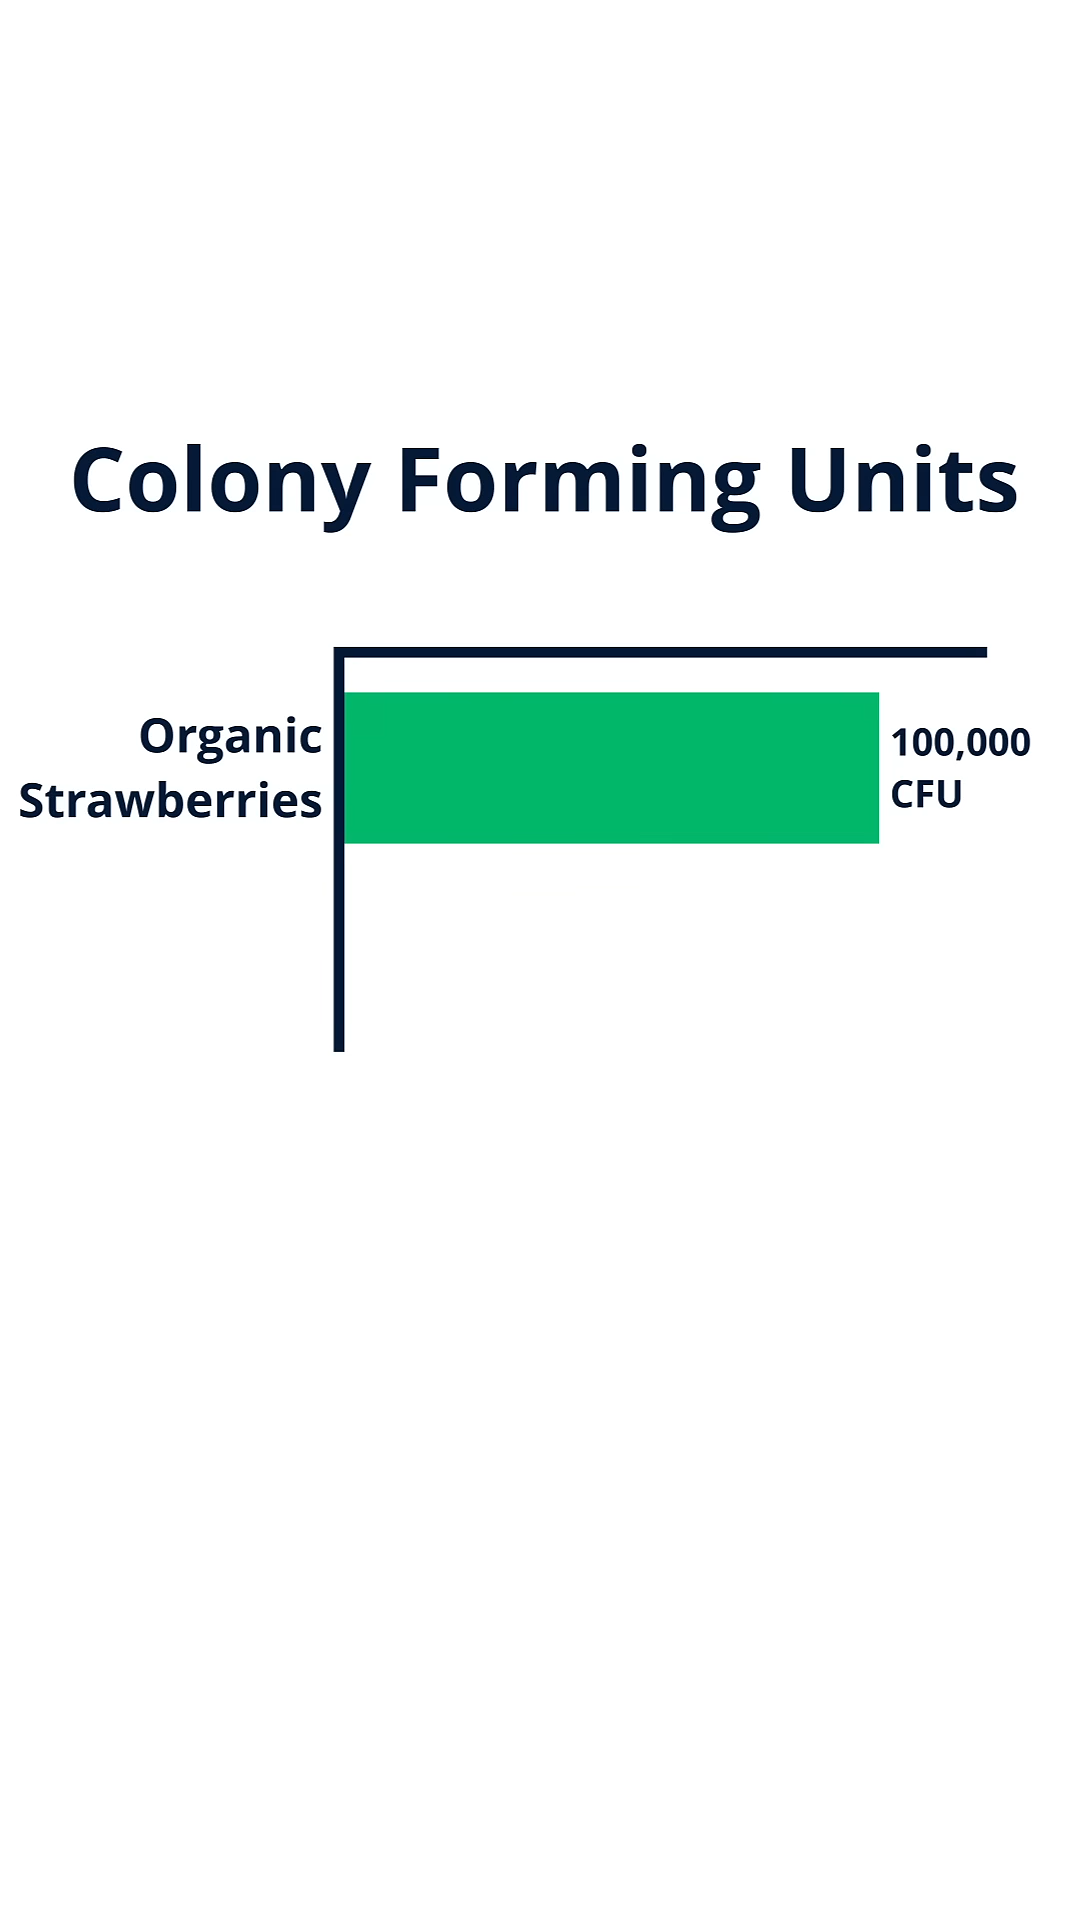 Colony Forming Units
Organic
Strawberries
100,000
CFU